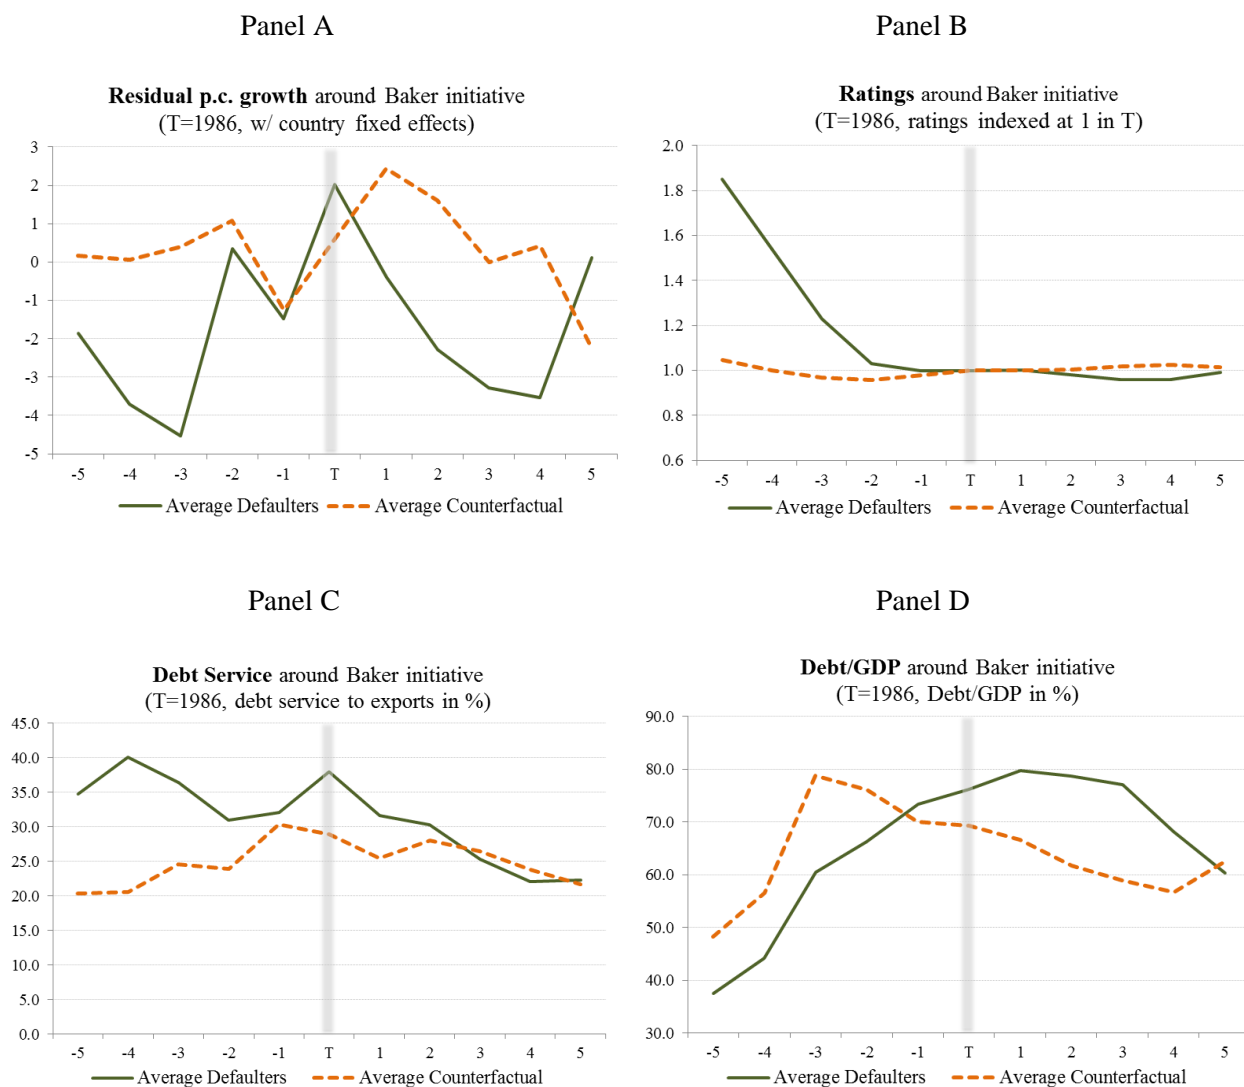 Panel A
Residual p.c. growth around Baker initiative
(T=1986, w/ country fixed effects)
3
2
1
0
-1
-2
-3
-4
-5
-5 -4 -3 -2 -1 T 1 2 3 4 5
Average Defaulters Average Counterfactual
Panel B
Ratings around Baker initiative
(T=1986, ratings indexed at 1 in T)
2.0
1.8
1.6
1.4
1.2
1.0
0.8
0.6
-5 -4 -3 -2 -1 T 1 2 3 4 5
Average Defaulters Average Counterfactual
Panel C
Debt Service around Baker initiative
(T=1986, debt service to exports in %)
45.0
40.0
35.0
30.0
25.0
20.0
15.0
10.0
5.0
0.0
-5 -4 -3 -2 -1 T 1 2 3 4 5
Average Defaulters Average Counterfactual
Panel D
Debt/GDP around Baker initiative
(T=1986, Debt/GDP in %)
90.0
80.0
70.0
60.0
50.0
40.0
30.0
-5 -4 -3 -2 -1 T 1 2 3 4 5
Average Defaulters Average Counterfactual